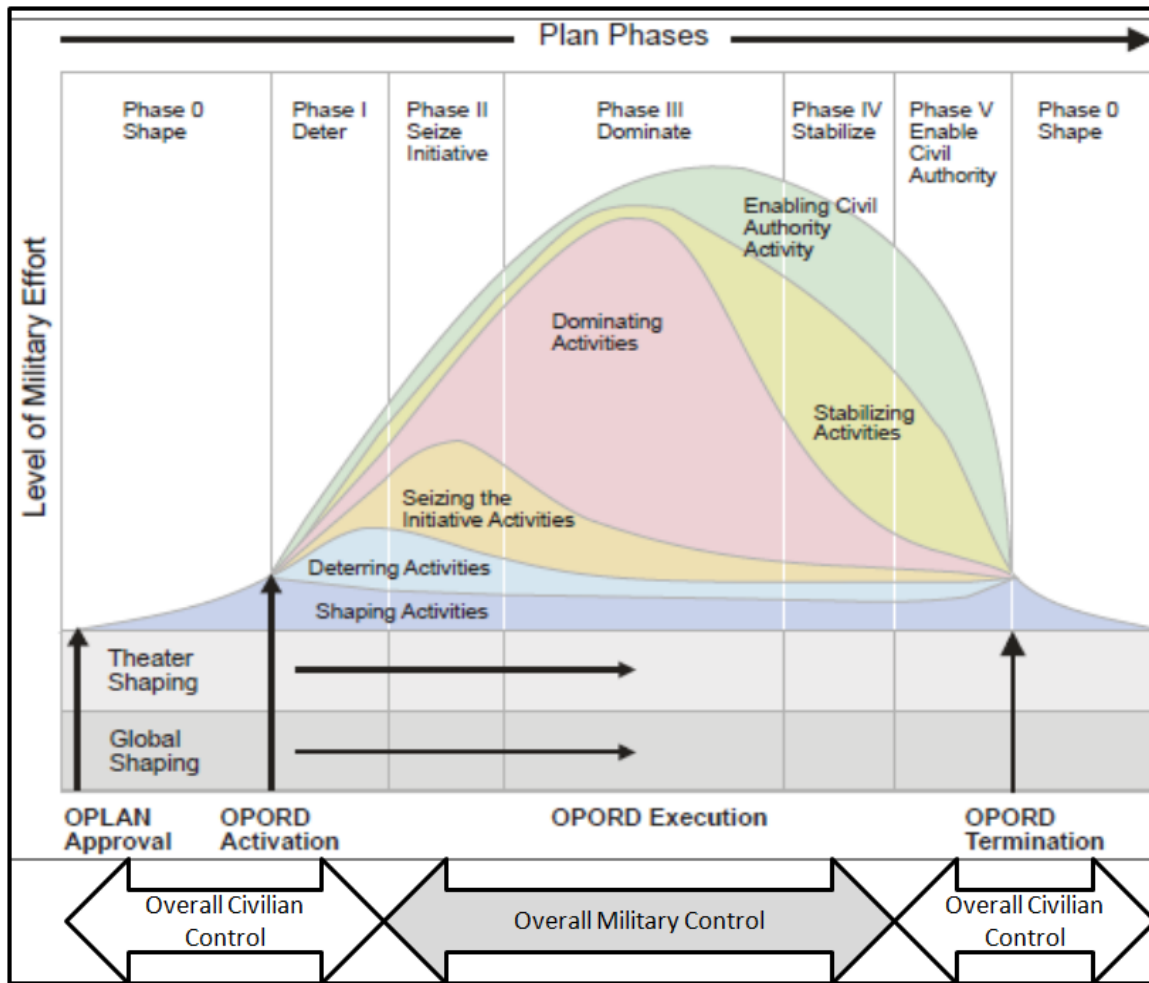 Plan Phases
Phase 0
Shape
Phase I
Deter
Phase II
Seize
Initiative
Phase III
Dominate
Phase IV
Stabilize
Phase V
Enable
Civil
Authority
Phase 0
Shape
Level of Military Effort
Enabling Civil
Authority
Activity
Dominating
Activities
Stabilizing
Activities
Seizing the
Initiative Activities
Deterring Activities
Shaping Activities
Theater
Shaping
Global
Shaping
OPLAN
Approval
OPORD
Activation
OPORD Execution
OPORD
Termination
Overall Civilian
Control
Overall Military Control
Overall Civilian
Control